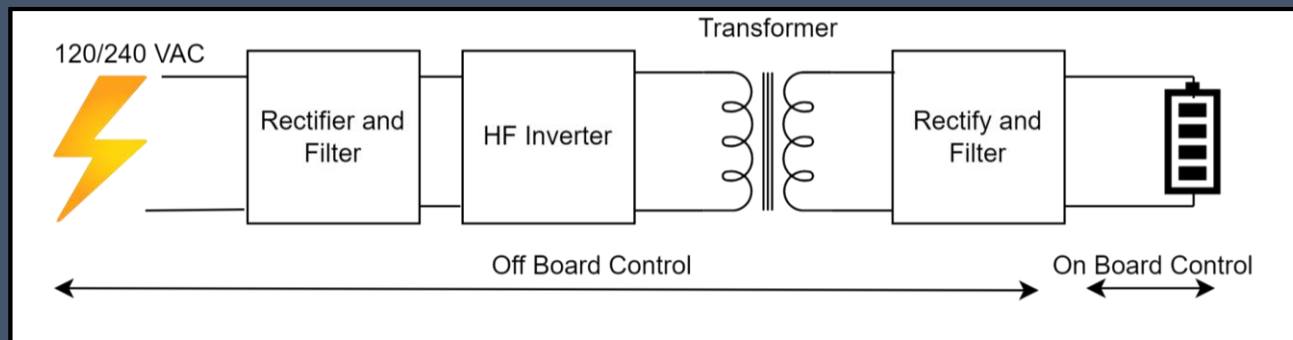 Transformer
120/240 VAC
Rectifier and
Filter
HF Inverter
Rectify and
Filter
Off Board Control
On Board Control